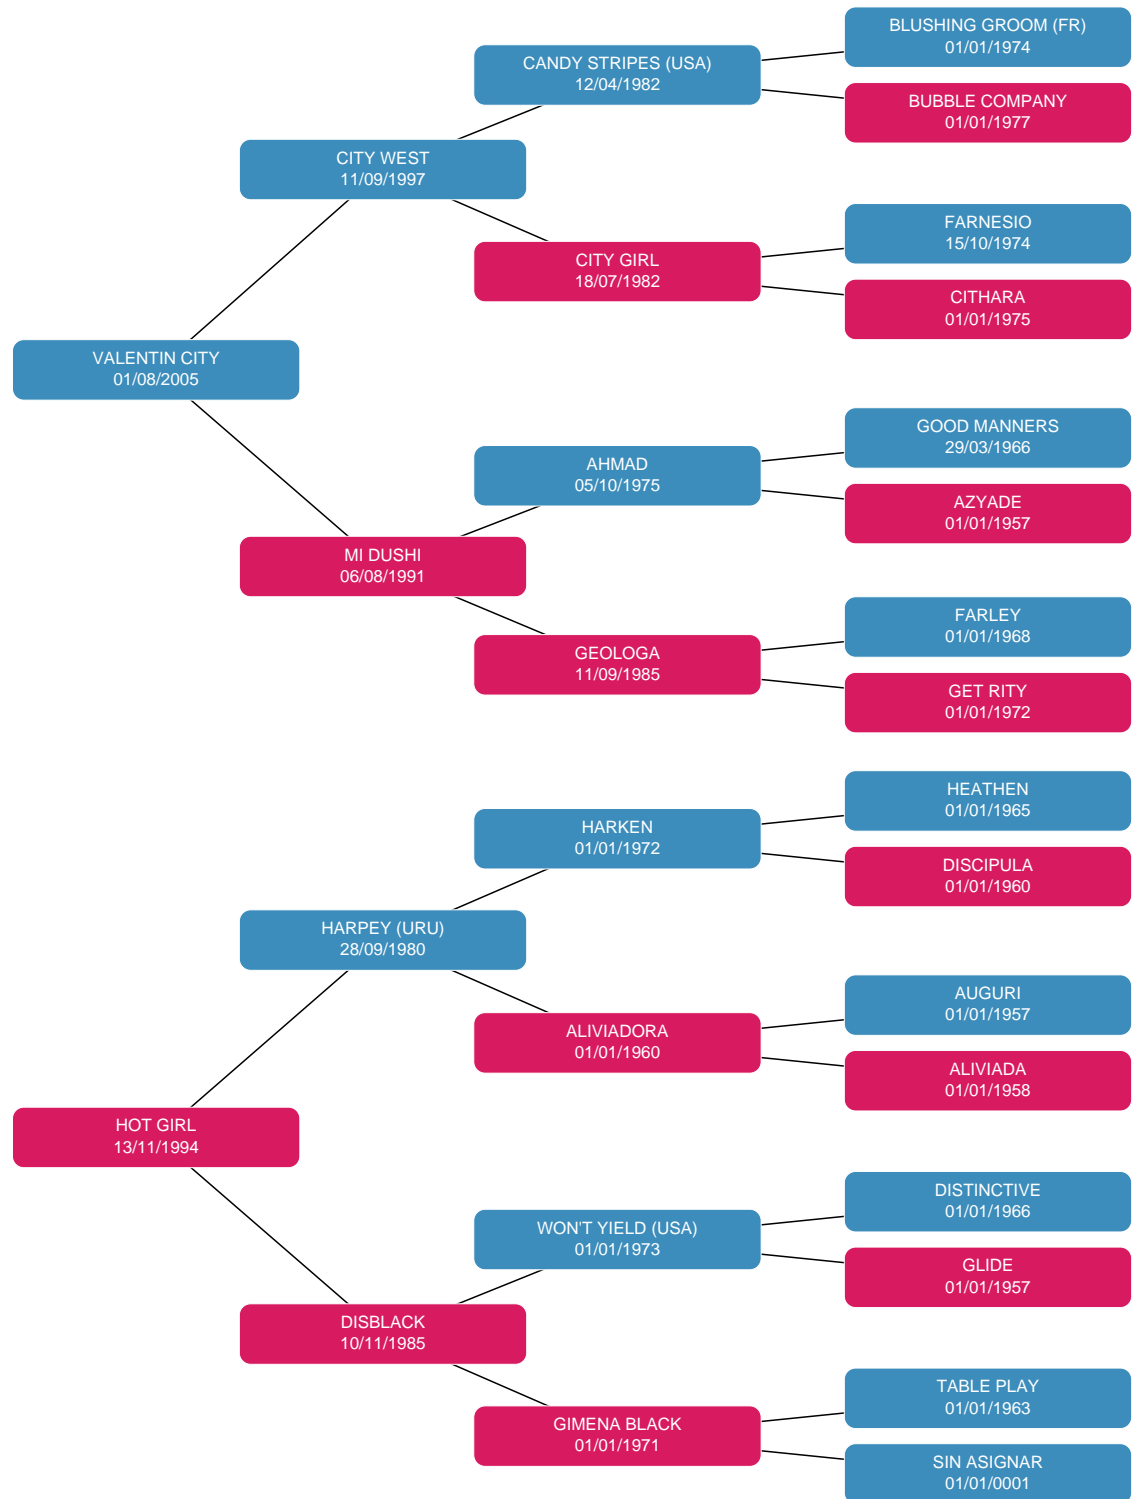 BLUSHING GROOM (FR)
01/01/1974
CANDY STRIPES (USA)
12/04/1982
BUBBLE COMPANY
01/01/1977
CITY WEST
11/09/1997
FARNESIO
15/10/1974
CITY GIRL
18/07/1982
CITHARA
01/01/1975
VALENTIN CITY
01/08/2005
GOOD MANNERS
29/03/1966
AHMAD
05/10/1975
AZYADE
01/01/1957
MI DUSHI
06/08/1991
FARLEY
01/01/1968
GEOLOGA
11/09/1985
GET RITY
01/01/1972
HEATHEN
01/01/1965
HARKEN
01/01/1972
DISCIPULA
01/01/1960
HARPEY (URU)
28/09/1980
AUGURI
01/01/1957
ALIVIADORA
01/01/1960
ALIVIADA
01/01/1958
HOT GIRL
13/11/1994
DISTINCTIVE
01/01/1966
WON'T YIELD (USA)
01/01/1973
GLIDE
01/01/1957
DISBLACK
10/11/1985
TABLE PLAY
01/01/1963
GIMENA BLACK
01/01/1971
SIN ASIGNAR
01/01/0001